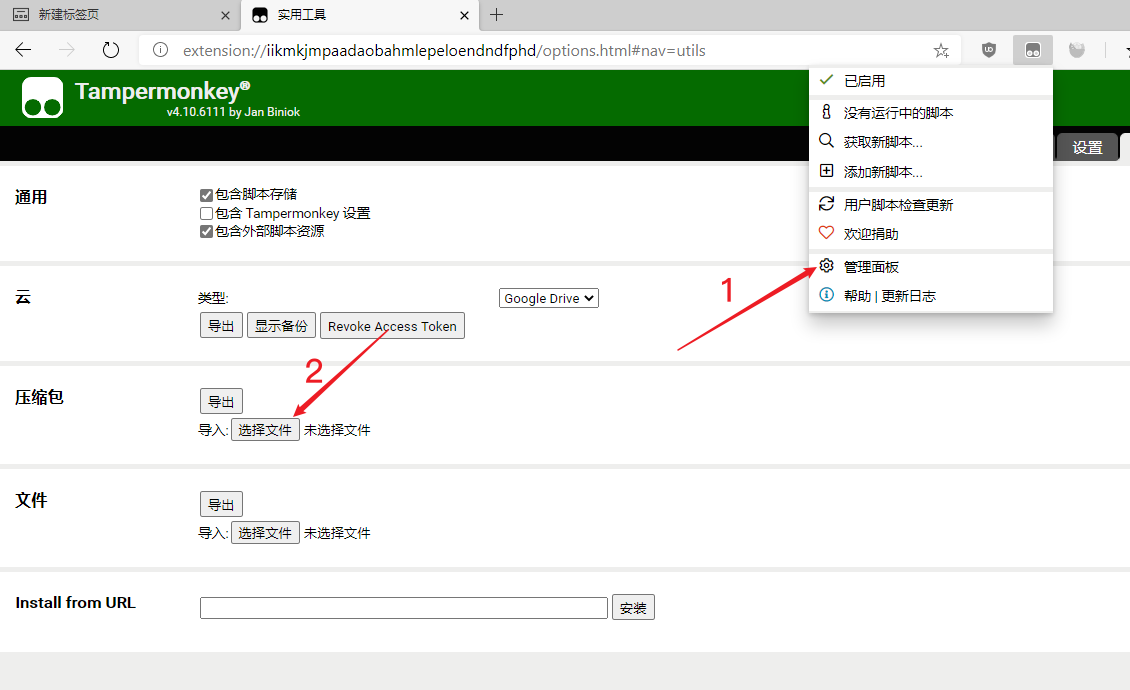 新建标签页
实用工具
extension://iikmkjmpaadaobahmlepeloendndfphd/options.html#nav=utils
Tampermonkey®
v4.10.6111 by Jan Biniok
已启用
没有运行中的脚本
获取新脚本...
添加新脚本...
用户脚本检查更新
欢迎捐助
管理面板
帮助 | 更新日志
设置
通用
包含脚本存储
包含 Tampermonkey 设置
包含外部脚本资源
云
类型:
Google Drive
导出 显示备份 Revoke Access Token
1
2
压缩包
导出
导入: 选择文件 未选择文件
文件
导出
导入: 选择文件 未选择文件
Install from URL
安装